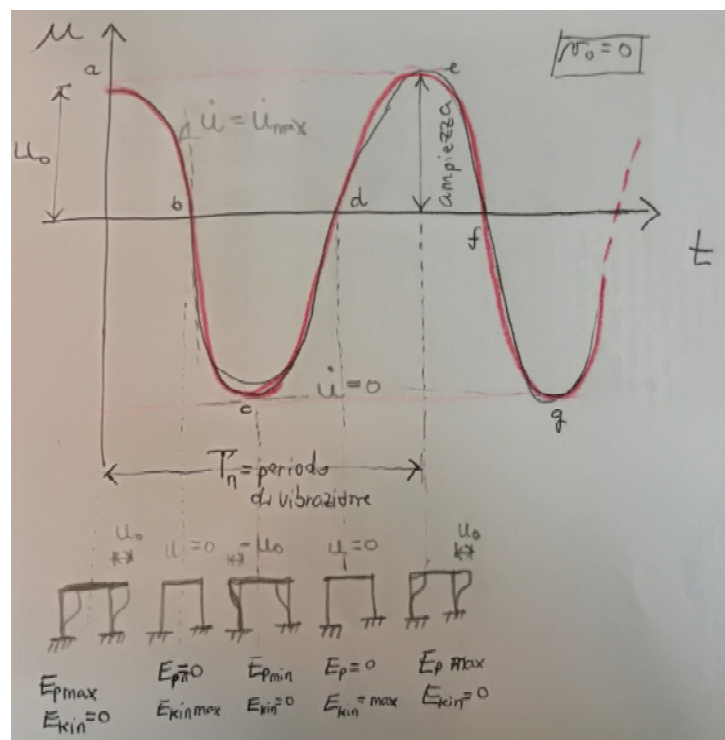 u
v₀=0
a
e
u₀
u̇ = u̇max
ampiezza
b
d
f
t
c
u̇=0
g
Tn = periodo
di vibrazione
u₀
u=0
-u₀
u=0
u₀
Epmax
Ep=0
Epmin
Ep=0
Ep max
Ekin=0
Ekinmax
Ekin=0
Ekin=max
Ekin=0